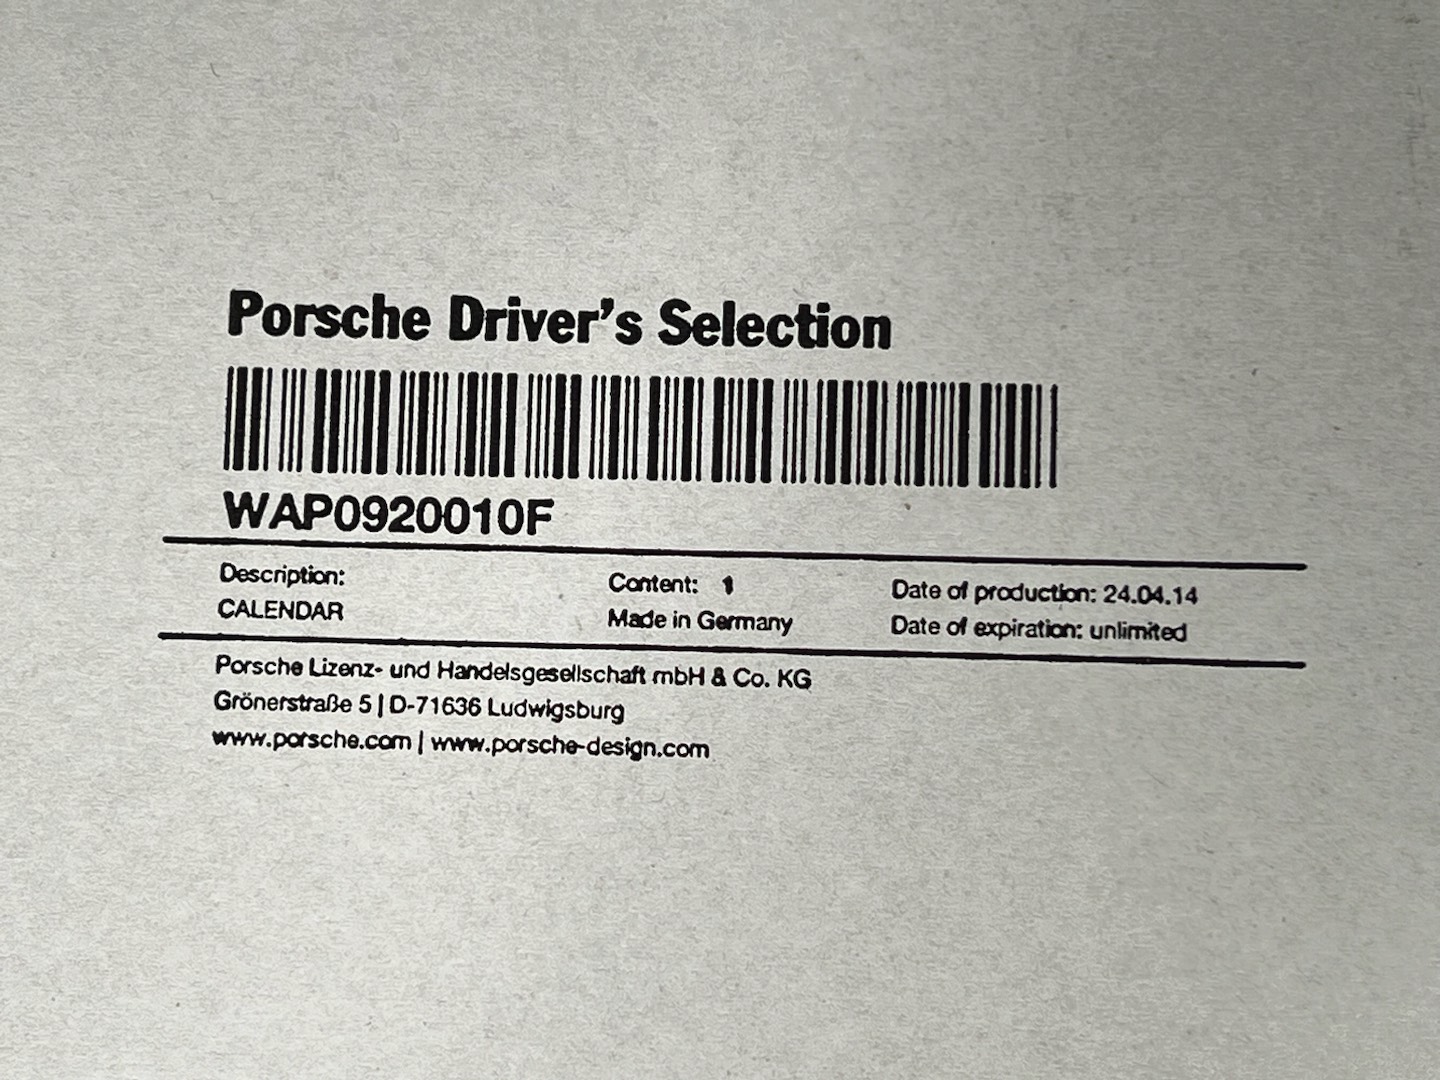 Porsche Driver's Selection
WAP0920010F
Description:
CALENDAR
Content: 1
Made in Germany
Date of production: 24.04.14
Date of expiration: unlimited
Porsche Lizenz- und Handelsgesellschaft mbH & Co. KG
Grönerstraße 5 | D-71636 Ludwigsburg
www.porsche.com | www.porsche-design.com